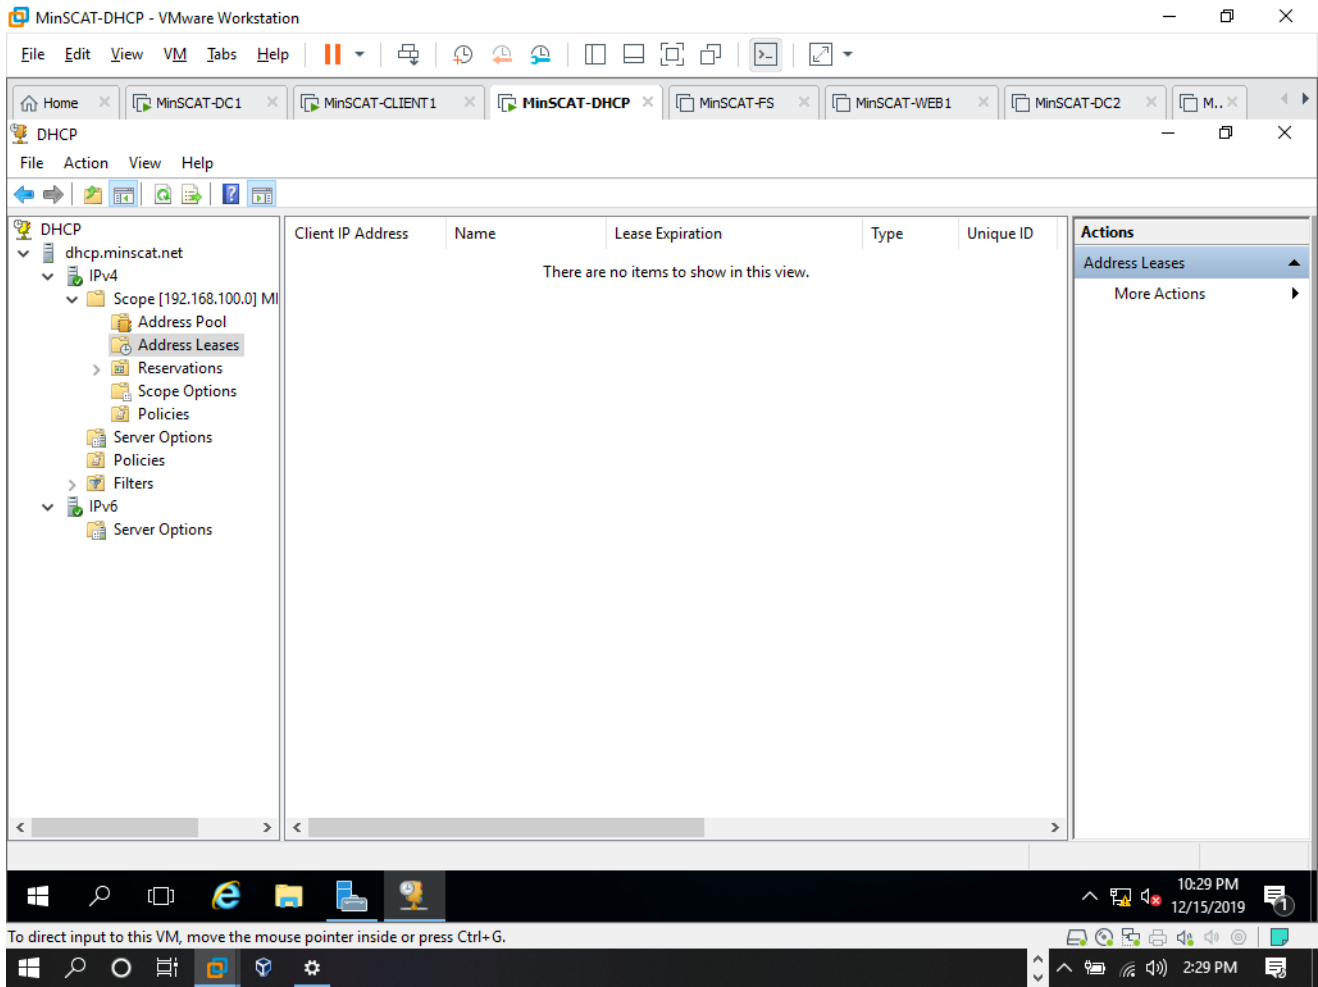 MinSCAT-DHCP - VMware Workstation
File Edit View VM Tabs Help
Home MinSCAT-DC1 MinSCAT-CLIENT1 MinSCAT-DHCP MinSCAT-FS MinSCAT-WEB1 MinSCAT-DC2 M...
DHCP
File Action View Help
DHCP
dhcp.minscat.net
IPv4
Scope [192.168.100.0] MI
Address Pool
Address Leases
Reservations
Scope Options
Policies
Server Options
Policies
Filters
IPv6
Server Options
Client IP Address Name Lease Expiration Type Unique ID
There are no items to show in this view.
Actions
Address Leases
More Actions
10:29 PM
12/15/2019
1
To direct input to this VM, move the mouse pointer inside or press Ctrl+G.
2:29 PM